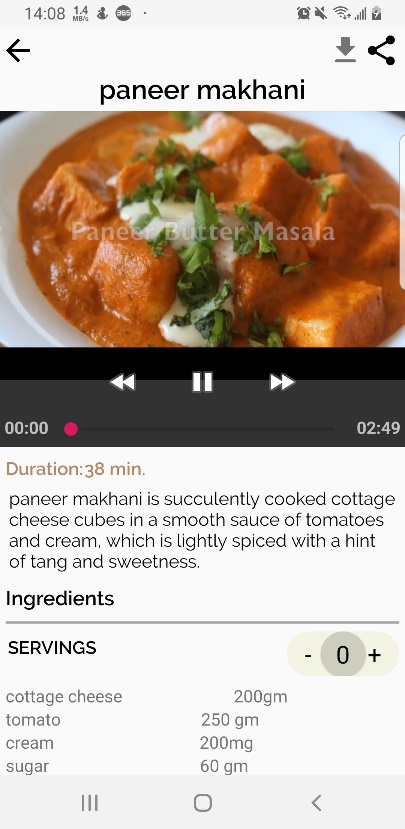 14:08 1.4 MB/s 365
paneer makhani
Paneer Butter Masala
00:00 02:49
Duration:38 min.
paneer makhani is succulently cooked cottage
cheese cubes in a smooth sauce of tomatoes
and cream, which is lightly spiced with a hint
of tang and sweetness.
Ingredients
SERVINGS - 0 +
cottage cheese 200gm
tomato 250 gm
cream 200mg
sugar 60 gm